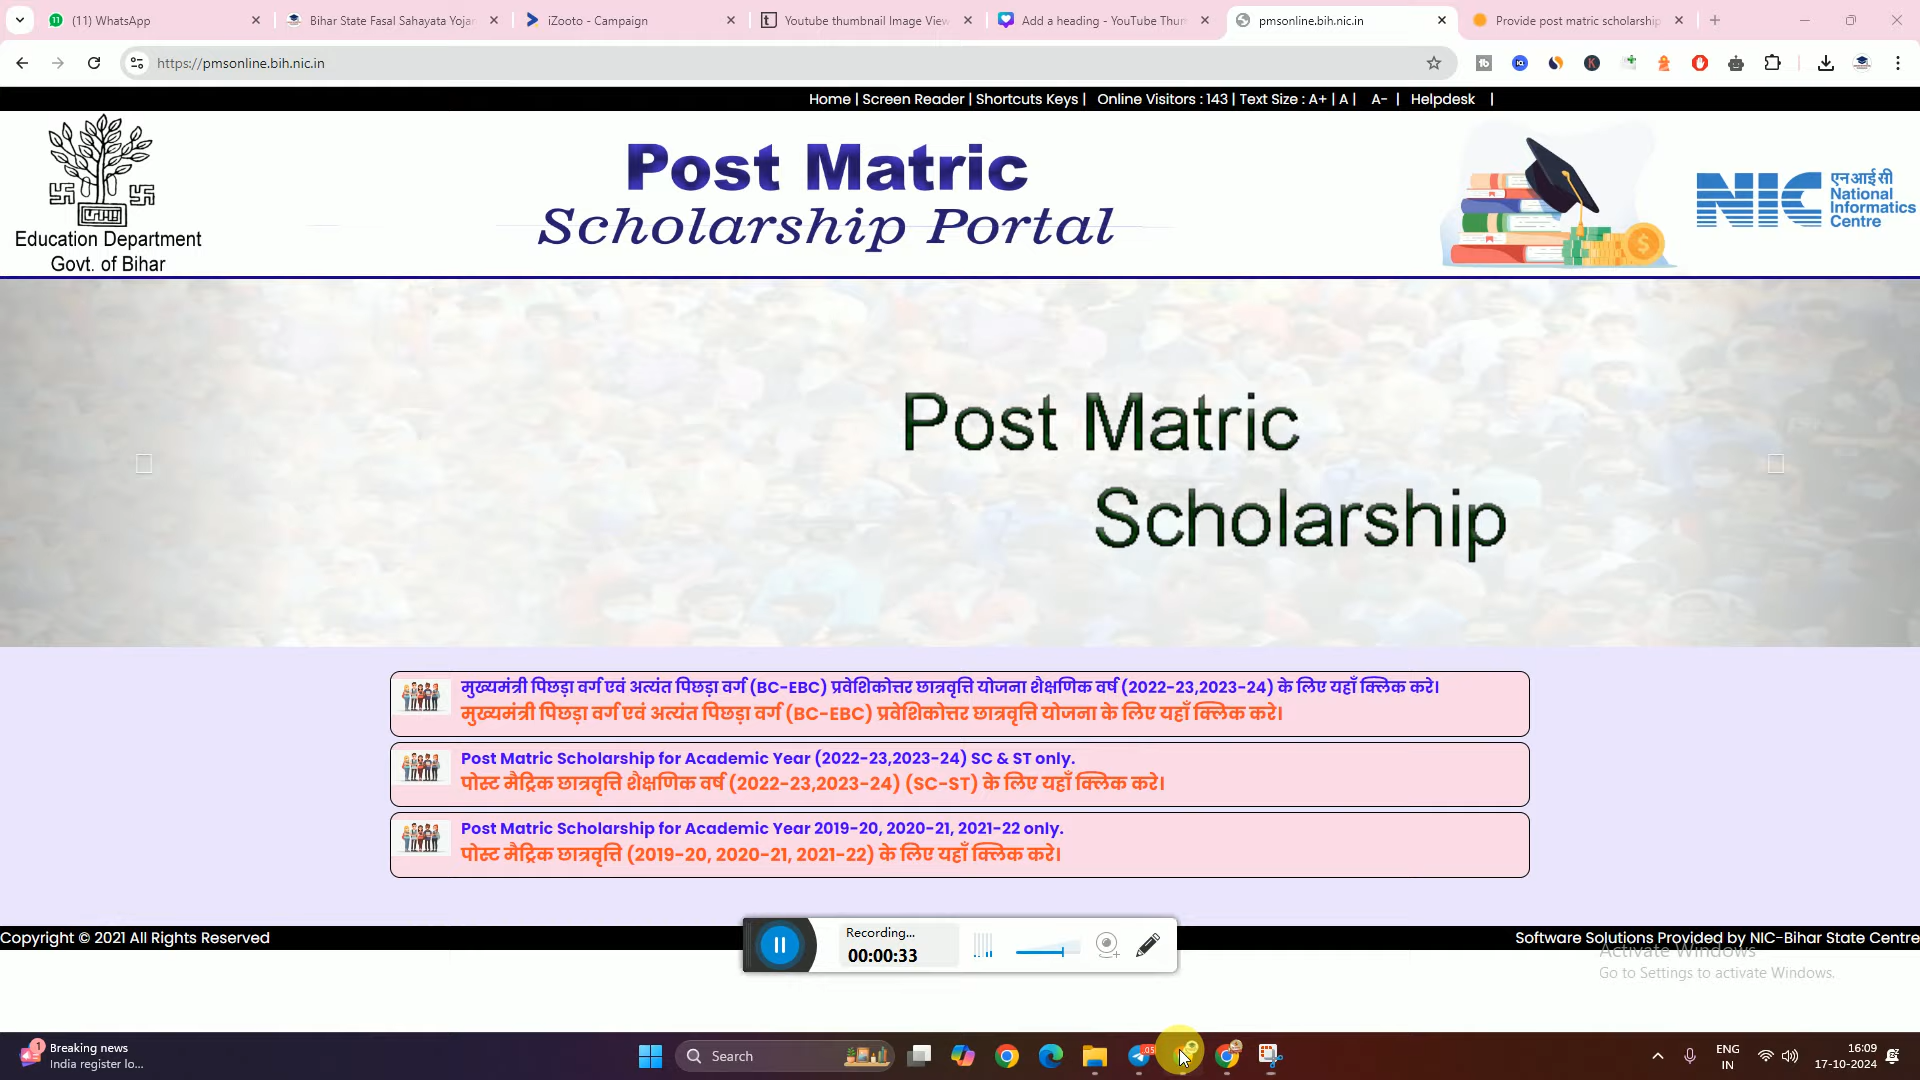 (11) WhatsApp
Bihar State Fasal Sahayata Yojan
iZooto - Campaign
Youtube thumbnail Image View
Add a heading - YouTube Thum
pmsonline.bih.nic.in
Provide post matric scholarship
https://pmsonline.bih.nic.in
Home | Screen Reader | Shortcuts Keys | Online Visitors : 143 | Text Size : A+ | A | A- | Helpdesk |
Education Department
Govt. of Bihar
Post Matric
Scholarship Portal
NIC
एनआईसी
National
Informatics
Centre
Post Matric
Scholarship
मुख्यमंत्री पिछड़ा वर्ग एवं अत्यंत पिछड़ा वर्ग (BC-EBC) प्रवेशिकोत्तर छात्रवृत्ति योजना शैक्षणिक वर्ष (2022-23,2023-24) के लिए यहाँ क्लिक करे।
मुख्यमंत्री पिछड़ा वर्ग एवं अत्यंत पिछड़ा वर्ग (BC-EBC) प्रवेशिकोत्तर छात्रवृत्ति योजना के लिए यहाँ क्लिक करे।
Post Matric Scholarship for Academic Year (2022-23,2023-24) SC & ST only.
पोस्ट मैट्रिक छात्रवृत्ति शैक्षणिक वर्ष (2022-23,2023-24) (SC-ST) के लिए यहाँ क्लिक करे।
Post Matric Scholarship for Academic Year 2019-20, 2020-21, 2021-22 only.
पोस्ट मैट्रिक छात्रवृत्ति (2019-20, 2020-21, 2021-22) के लिए यहाँ क्लिक करे।
Copyright © 2021 All Rights Reserved
Software Solutions Provided by NIC-Bihar State Centre
Recording...
00:00:33
Activate Windows
Go to Settings to activate Windows.
1
Breaking news
India register lo...
Search
05
ENG
IN
16:09
17-10-2024